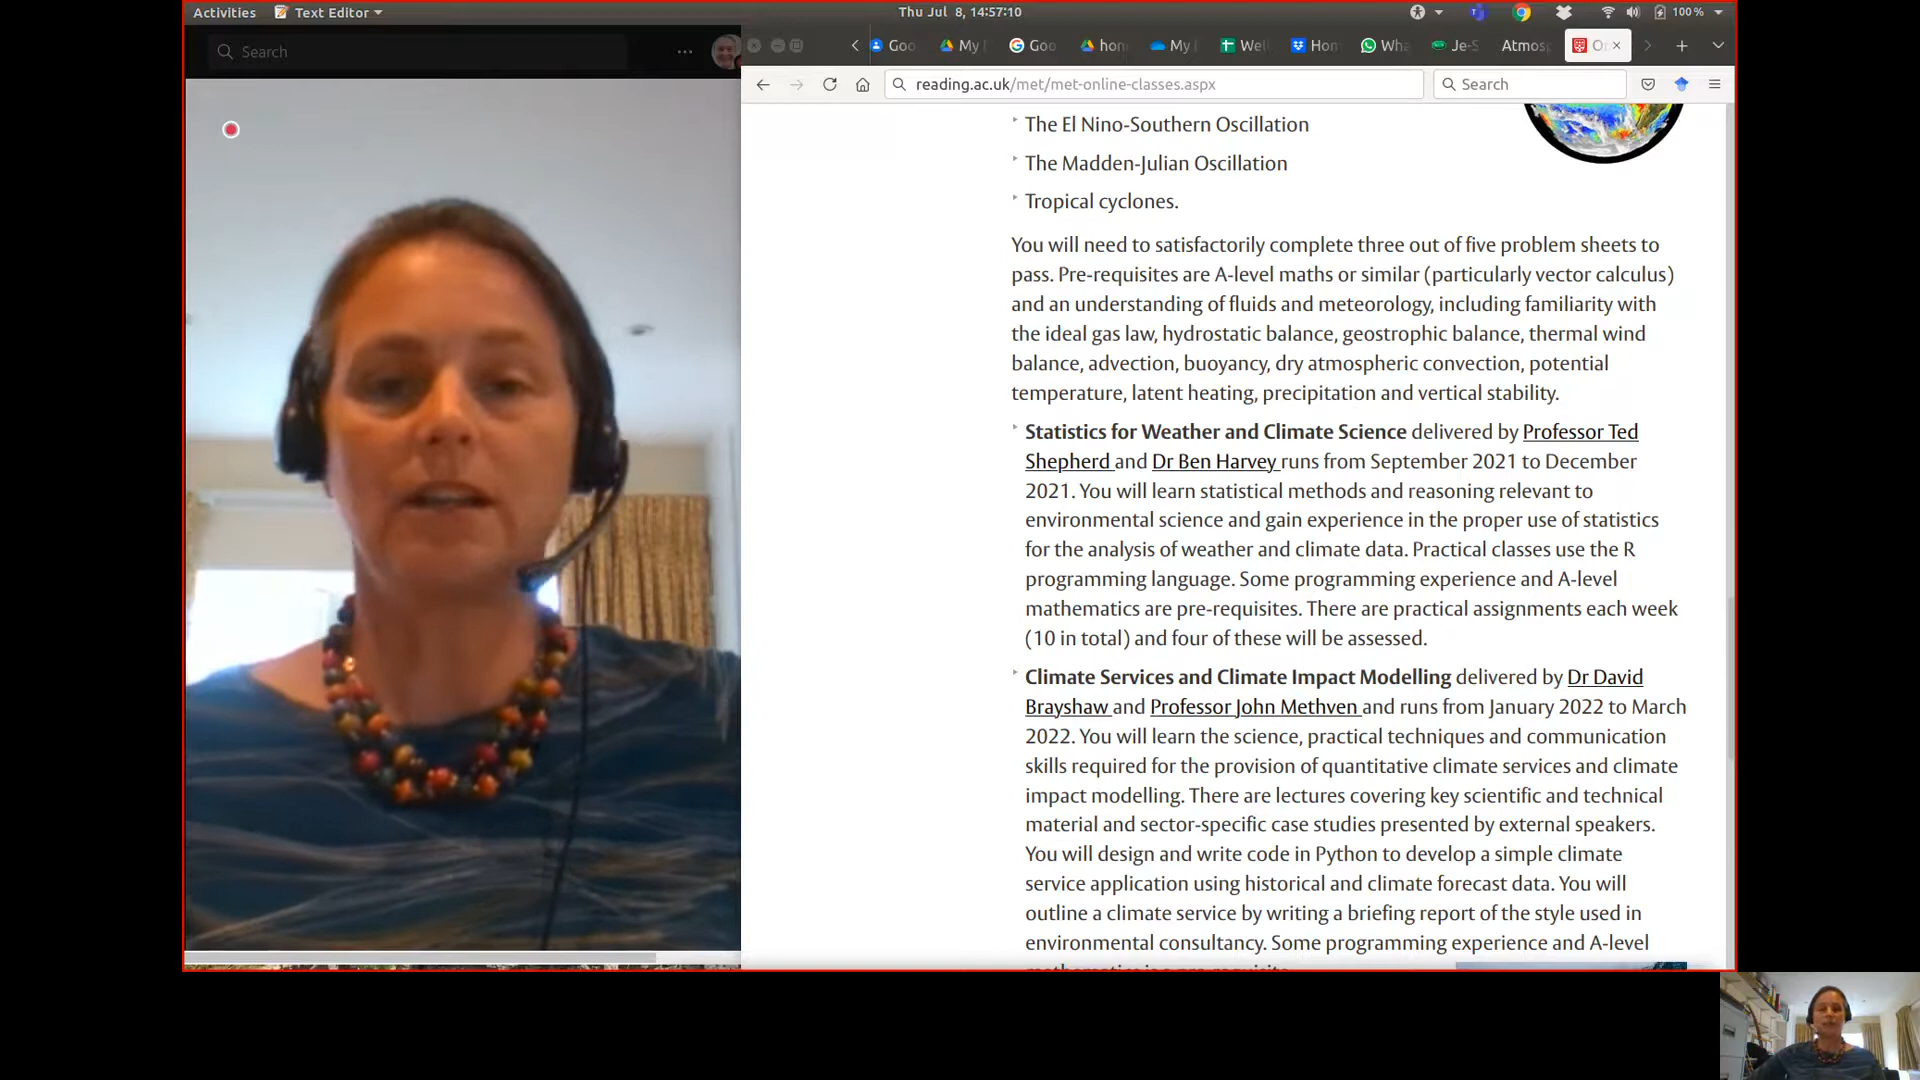 Activities Text Editor Thu Jul 8, 14:57:10 100 %
Search
Goo My Goo hon My Wel Hon Wha Je-S Atmosp
reading.ac.uk/met/met-online-classes.aspx Search
The El Nino-Southern Oscillation
The Madden-Julian Oscillation
Tropical cyclones.
You will need to satisfactorily complete three out of five problem sheets to
pass. Pre-requisites are A-level maths or similar (particularly vector calculus)
and an understanding of fluids and meteorology, including familiarity with
the ideal gas law, hydrostatic balance, geostrophic balance, thermal wind
balance, advection, buoyancy, dry atmospheric convection, potential
temperature, latent heating, precipitation and vertical stability.
Statistics for Weather and Climate Science delivered by Professor Ted
Shepherd and Dr Ben Harvey runs from September 2021 to December
2021. You will learn statistical methods and reasoning relevant to
environmental science and gain experience in the proper use of statistics
for the analysis of weather and climate data. Practical classes use the R
programming language. Some programming experience and A-level
mathematics are pre-requisites. There are practical assignments each week
(10 in total) and four of these will be assessed.
Climate Services and Climate Impact Modelling delivered by Dr David
Brayshaw and Professor John Methven and runs from January 2022 to March
2022. You will learn the science, practical techniques and communication
skills required for the provision of quantitative climate services and climate
impact modelling. There are lectures covering key scientific and technical
material and sector-specific case studies presented by external speakers.
You will design and write code in Python to develop a simple climate
service application using historical and climate forecast data. You will
outline a climate service by writing a briefing report of the style used in
environmental consultancy. Some programming experience and A-level